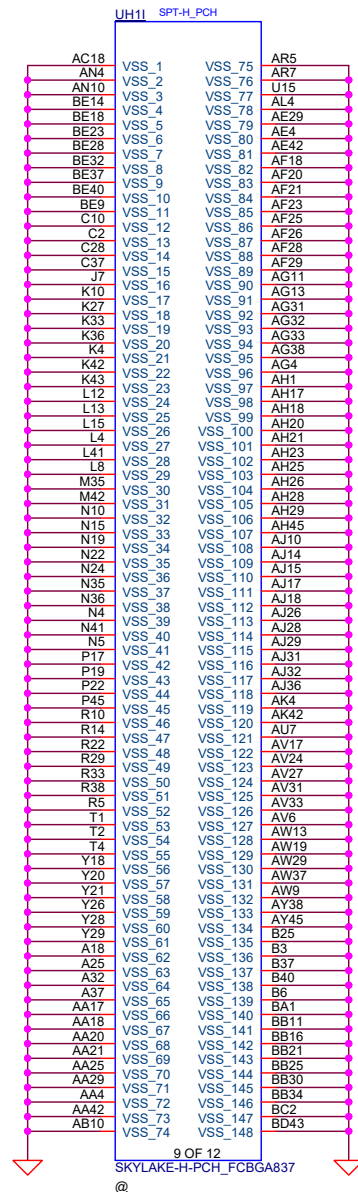 UH1I SPT-H_PCH
AC18 VSS_1 VSS_75 AR5
AN4 VSS_2 VSS_76 AR7
AN10 VSS_3 VSS_77 U15
BE14 VSS_4 VSS_78 AL4
BE18 VSS_5 VSS_79 AE29
BE23 VSS_6 VSS_80 AE4
BE28 VSS_7 VSS_81 AE42
BE32 VSS_8 VSS_82 AF18
BE37 VSS_9 VSS_83 AF20
BE40 VSS_10 VSS_84 AF21
BE9 VSS_11 VSS_85 AF23
C10 VSS_12 VSS_86 AF25
C2 VSS_13 VSS_87 AF26
C28 VSS_14 VSS_88 AF28
C37 VSS_15 VSS_89 AF29
J7 VSS_16 VSS_90 AG11
K10 VSS_17 VSS_91 AG13
K27 VSS_18 VSS_92 AG31
K33 VSS_19 VSS_93 AG32
K36 VSS_20 VSS_94 AG33
K4 VSS_21 VSS_95 AG38
K42 VSS_22 VSS_96 AG4
K43 VSS_23 VSS_97 AH1
L12 VSS_24 VSS_98 AH17
L13 VSS_25 VSS_99 AH18
L15 VSS_26 VSS_100 AH20
L4 VSS_27 VSS_101 AH21
L41 VSS_28 VSS_102 AH23
L8 VSS_29 VSS_103 AH25
M35 VSS_30 VSS_104 AH26
M42 VSS_31 VSS_105 AH28
N10 VSS_32 VSS_106 AH29
N15 VSS_33 VSS_107 AH45
N19 VSS_34 VSS_108 AJ10
N22 VSS_35 VSS_109 AJ14
N24 VSS_36 VSS_110 AJ15
N35 VSS_37 VSS_111 AJ17
N36 VSS_38 VSS_112 AJ18
N4 VSS_39 VSS_113 AJ26
N41 VSS_40 VSS_114 AJ28
N5 VSS_41 VSS_115 AJ29
P17 VSS_42 VSS_116 AJ31
P19 VSS_43 VSS_117 AJ32
P22 VSS_44 VSS_118 AJ36
P45 VSS_45 VSS_119 AK4
R10 VSS_46 VSS_120 AK42
R14 VSS_47 VSS_121 AU7
R22 VSS_48 VSS_122 AV17
R29 VSS_49 VSS_123 AV24
R33 VSS_50 VSS_124 AV27
R38 VSS_51 VSS_125 AV31
R5 VSS_52 VSS_126 AV33
T1 VSS_53 VSS_127 AV6
T2 VSS_54 VSS_128 AW13
T4 VSS_55 VSS_129 AW19
Y18 VSS_56 VSS_130 AW29
Y20 VSS_57 VSS_131 AW37
Y21 VSS_58 VSS_132 AW9
Y26 VSS_59 VSS_133 AY38
Y28 VSS_60 VSS_134 AY45
Y29 VSS_61 VSS_135 B25
A18 VSS_62 VSS_136 B3
A25 VSS_63 VSS_137 B37
A32 VSS_64 VSS_138 B40
A37 VSS_65 VSS_139 B6
AA17 VSS_66 VSS_140 BA1
AA18 VSS_67 VSS_141 BB11
AA20 VSS_68 VSS_142 BB16
AA21 VSS_69 VSS_143 BB21
AA25 VSS_70 VSS_144 BB25
AA29 VSS_71 VSS_145 BB30
AA4 VSS_72 VSS_146 BB34
AA42 VSS_73 VSS_147 BC2
AB10 VSS_74 VSS_148 BD43
9 OF 12
SKYLAKE-H-PCH_FCBGA837
@